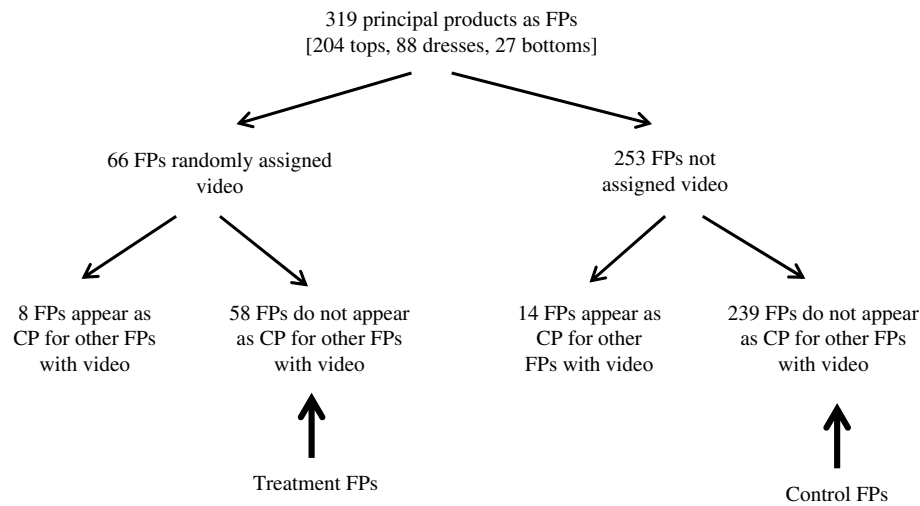 319 principal products as FPs
[204 tops, 88 dresses, 27 bottoms]
66 FPs randomly assigned
video
253 FPs not
assigned video
8 FPs appear as
CP for other FPs
with video
58 FPs do not appear
as CP for other FPs
with video
14 FPs appear as
CP for other
FPs with video
239 FPs do not appear
as CP for other FPs
with video
Treatment FPs
Control FPs